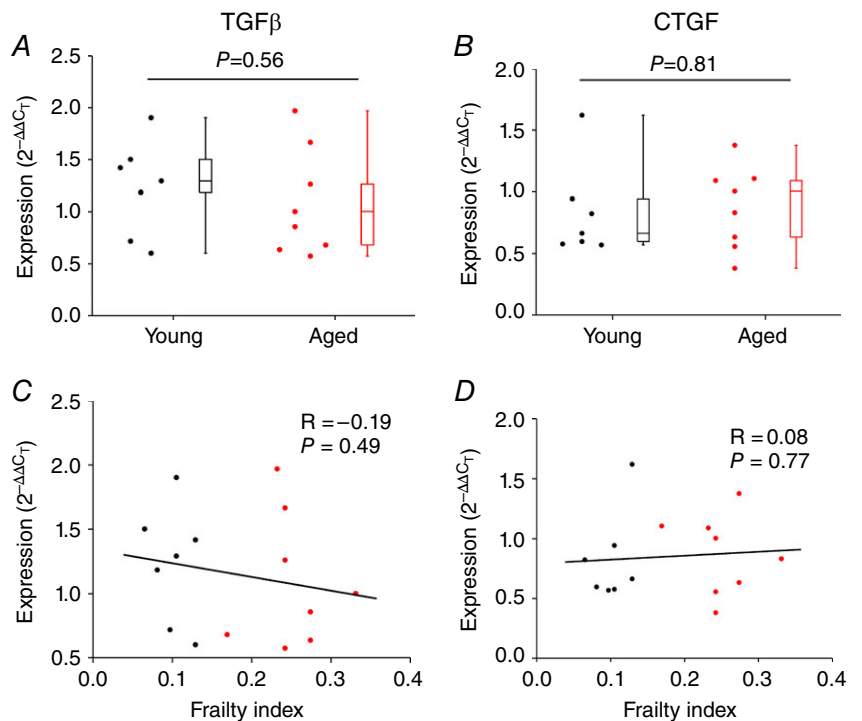 TGFβ
CTGF
A
B
P=0.56
P=0.81
Expression (2⁻ΔΔCT)
2.5
2.0
1.5
1.0
0.5
0.0
Young
Aged
Expression (2⁻ΔΔCT)
2.0
1.5
1.0
0.5
0.0
Young
Aged
C
R =−0.19
P = 0.49
Expression (2⁻ΔΔCT)
2.5
2.0
1.5
1.0
0.5
0.0
0.1
0.2
0.3
0.4
Frailty index
D
R = 0.08
P = 0.77
Expression (2⁻ΔΔCT)
2.0
1.5
1.0
0.5
0.0
0.0
0.1
0.2
0.3
0.4
Frailty index